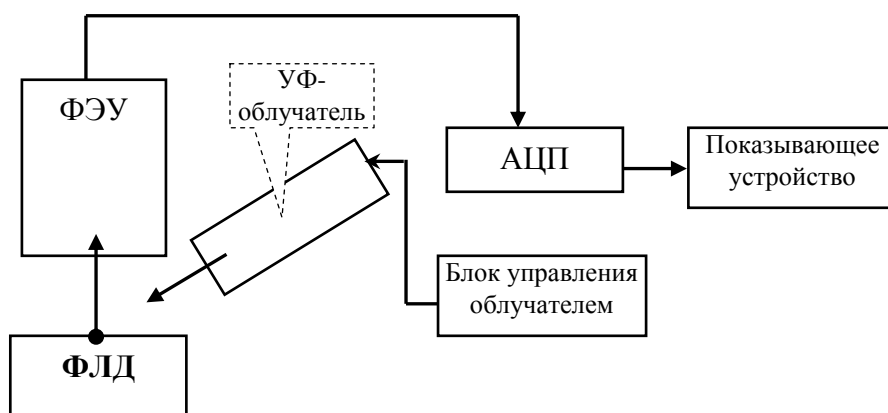 УФ-
облучатель
ФЭУ
АЦП
Показывающее
устройство
Блок управления
облучателем
ФЛД